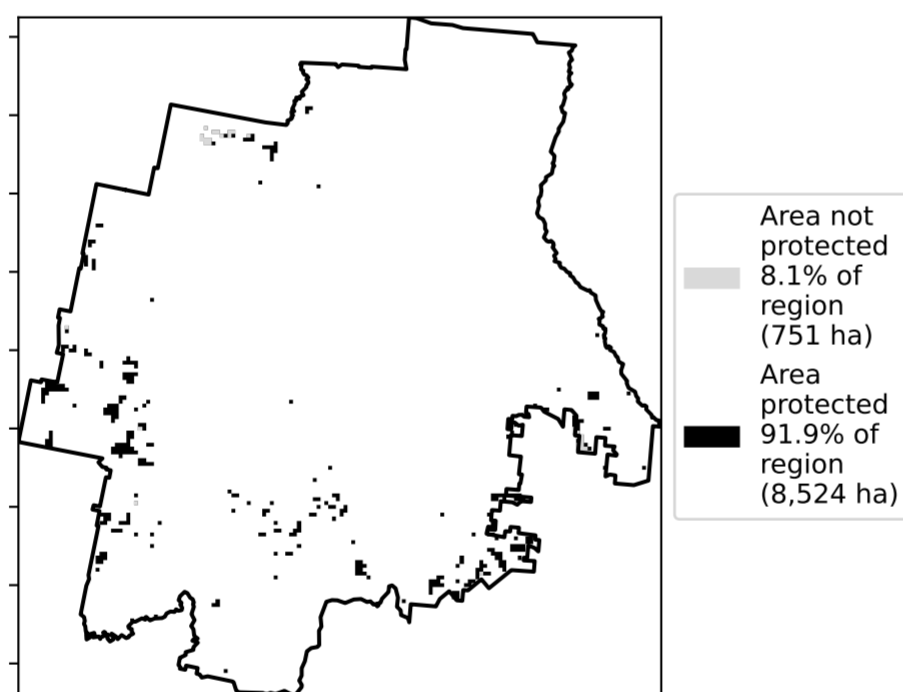 Area not
protected
8.1% of
region
(751 ha)
Area
protected
91.9% of
region
(8,524 ha)